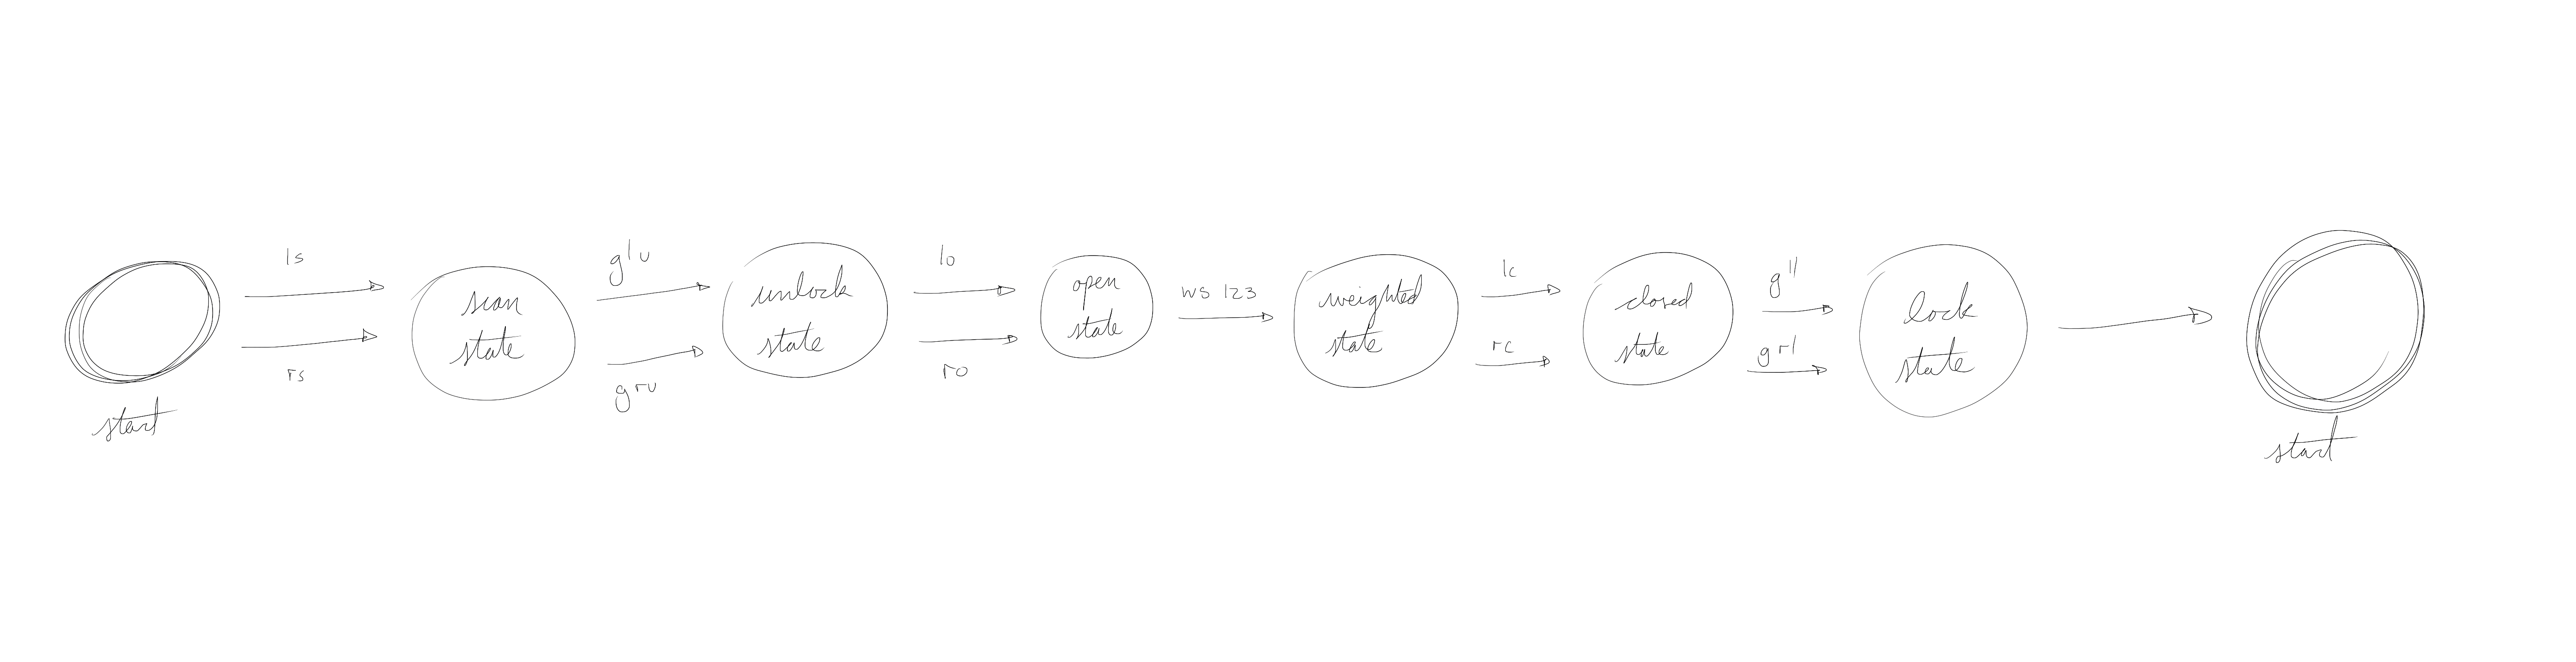 start
ls
rs
scan
state
glu
gru
unlock
state
lo
ro
open
state
ws 123
weighted
state
lc
rc
closed
state
gll
grl
lock
state
start